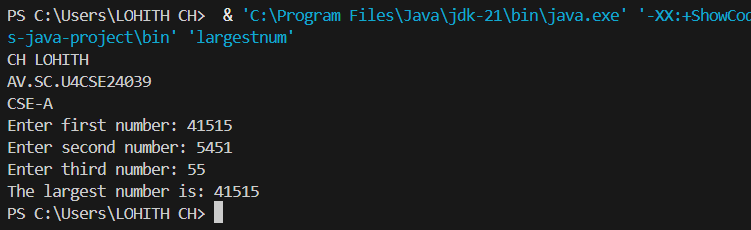 PS C:\Users\LOHITH CH>  & 'C:\Program Files\Java\jdk-21\bin\java.exe' '-XX:+ShowCod
s-java-project\bin' 'largestnum'
CH LOHITH
AV.SC.U4CSE24039
CSE-A
Enter first number: 41515
Enter second number: 5451
Enter third number: 55
The largest number is: 41515
PS C:\Users\LOHITH CH>